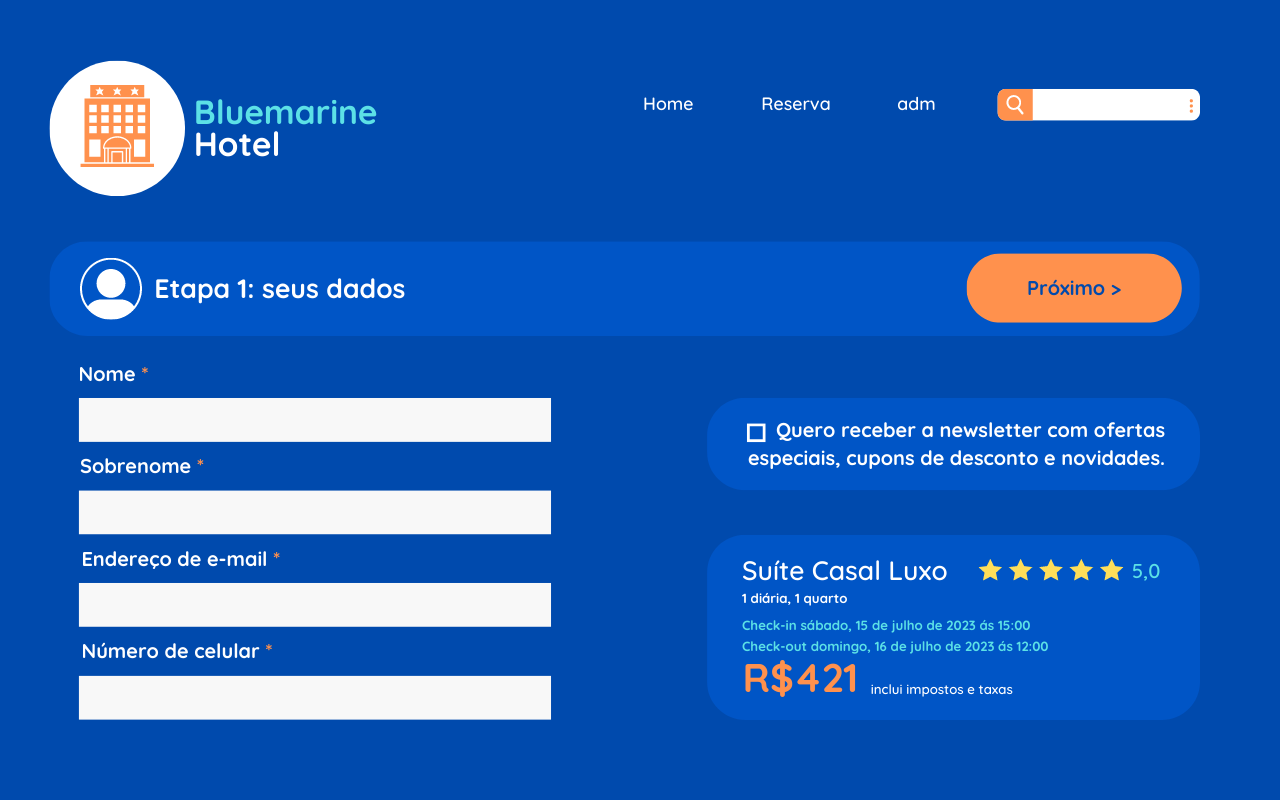 Bluemarine
Hotel
Home
Reserva
adm
Etapa 1: seus dados
Próximo >
Nome *
Sobrenome *
Endereço de e-mail *
Número de celular *
Quero receber a newsletter com ofertas
especiais, cupons de desconto e novidades.
Suíte Casal Luxo
5,0
1 diária, 1 quarto
Check-in sábado, 15 de julho de 2023 ás 15:00
Check-out domingo, 16 de julho de 2023 ás 12:00
R$421 inclui impostos e taxas